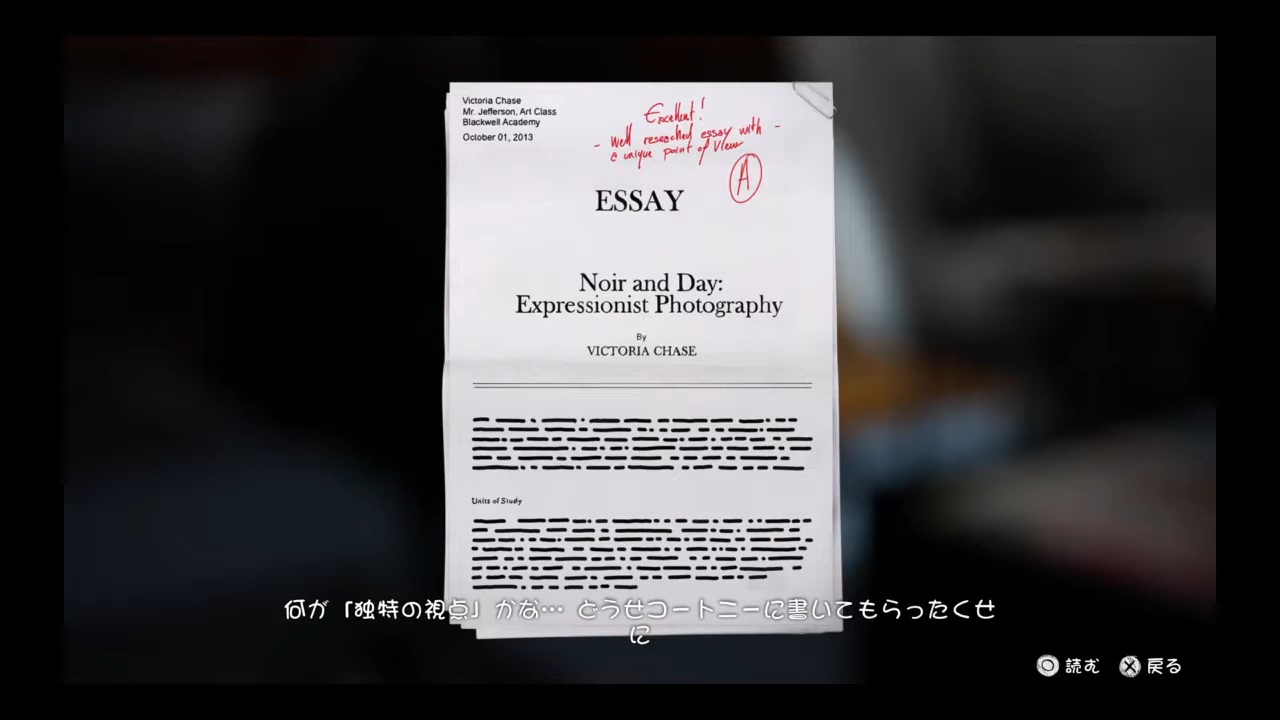 Victoria Chase
Mr. Jefferson, Art Class
Blackwell Academy
October 01, 2013
Excellent!
- Well reseached essay with -
a unique point of View
A
ESSAY
Noir and Day:
Expressionist Photography
By
VICTORIA CHASE
Units of Study
何が「独特の視点」かな… どうせコートニーに書いてもらったくせ
に
読む
戻る